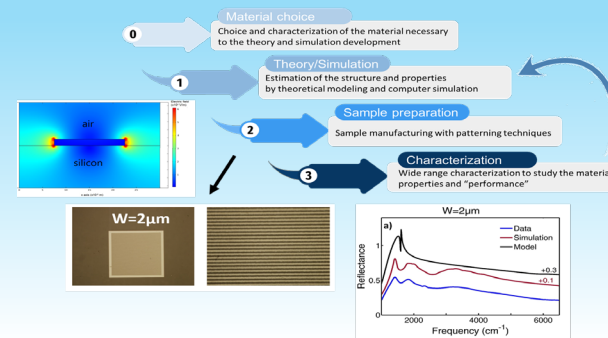 Material choice
0
Choice and characterization of the material necessary
to the theory and simulation development
Theory/Simulation
1
Estimation of the structure and properties
by theoretical modeling and computer simulation
Sample preparation
2
Sample manufacturing with patterning techniques
Characterization
3
Wide range characterization to study the material
properties and “performance”
air
silicon
W=2µm
W=2µm
a)
Data
Simulation
Model
+0.3
+0.1
Reflectance
1
0.5
0
2000
4000
6000
Frequency (cm⁻¹)